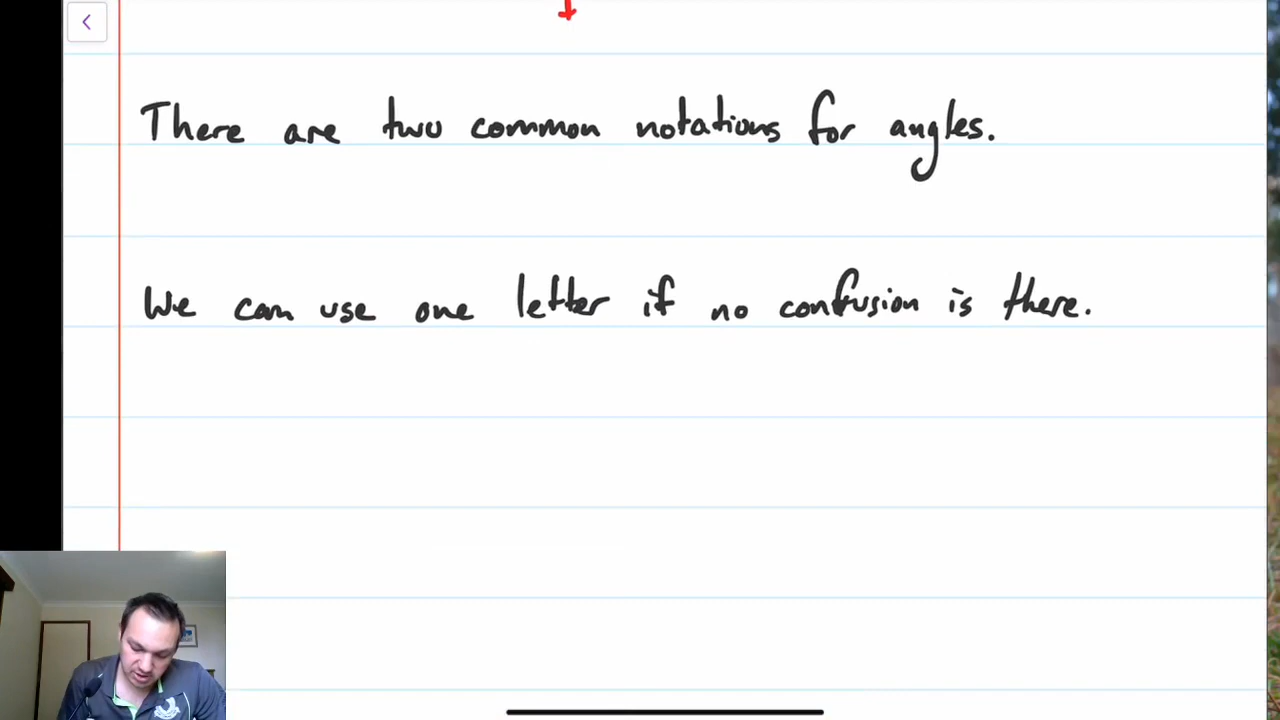 There are two common notations for angles.
We can use one letter if no confusion is there.